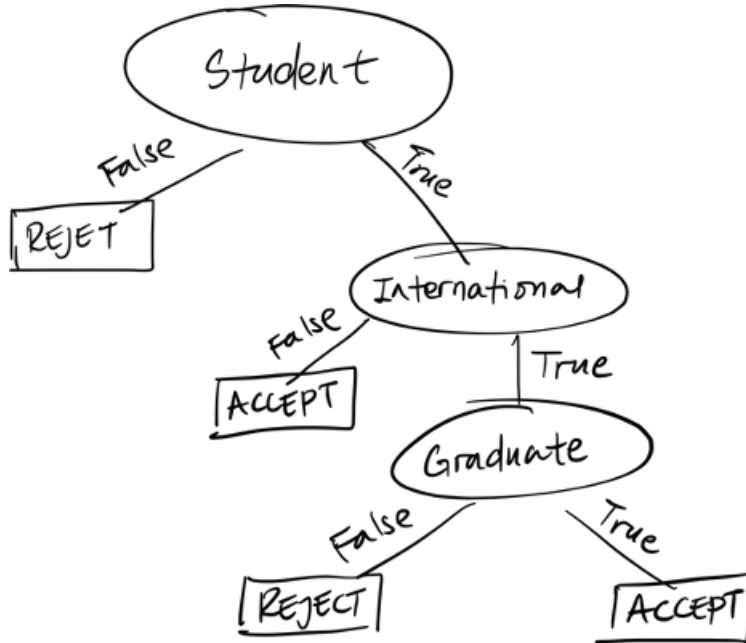 Student
False
True
REJET
International
False
True
ACCEPT
Graduate
False
True
REJECT
ACCEPT